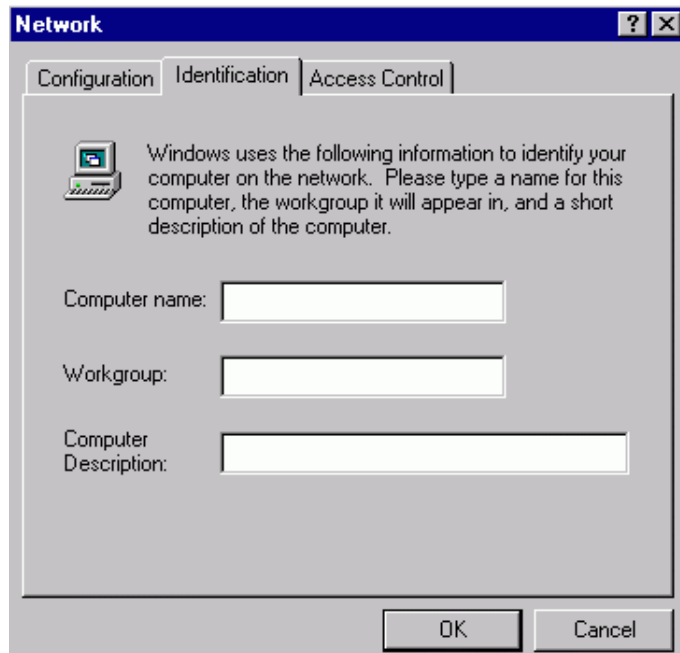 Network
Configuration Identification Access Control
Windows uses the following information to identify your
computer on the network. Please type a name for this
computer, the workgroup it will appear in, and a short
description of the computer.
Computer name:
Workgroup:
Computer
Description:
OK Cancel